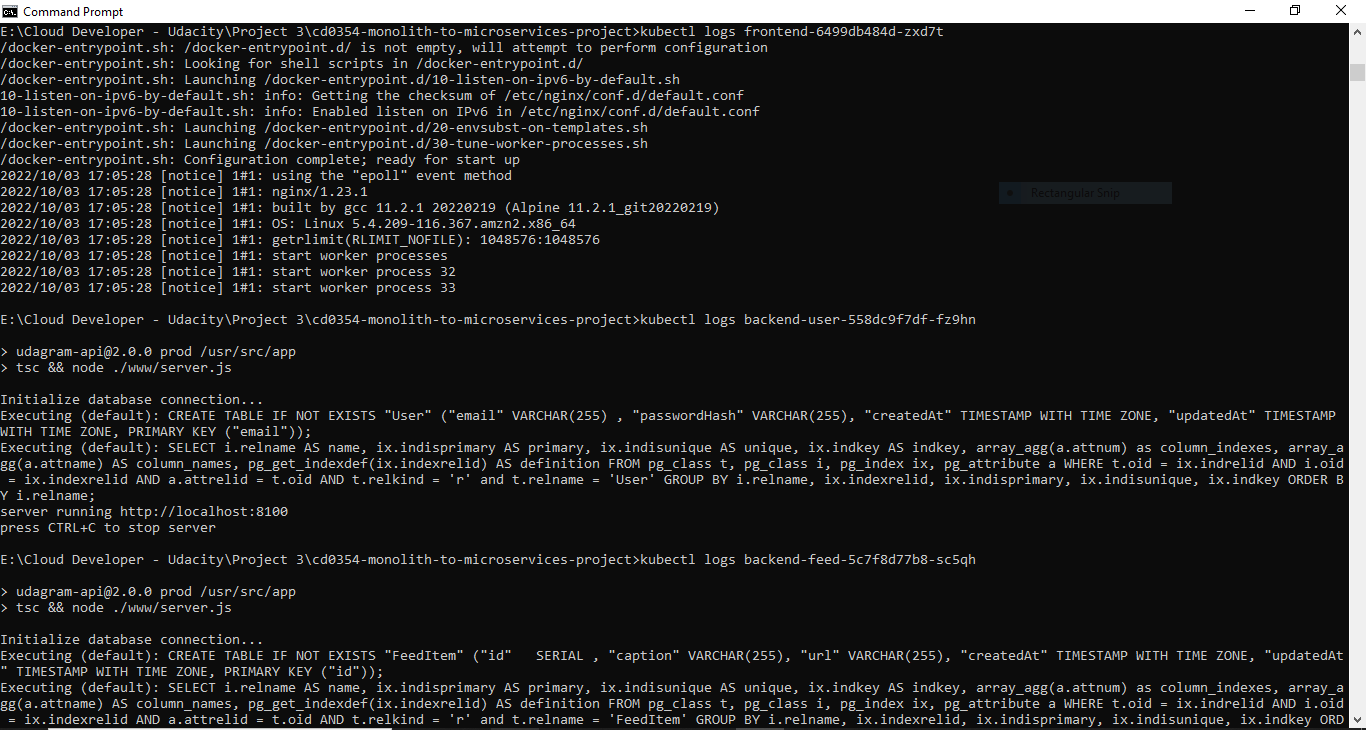 Command Prompt
E:\Cloud Developer - Udacity\Project 3\cd0354-monolith-to-microservices-project>kubectl logs frontend-6499db484d-zxd7t
/docker-entrypoint.sh: /docker-entrypoint.d/ is not empty, will attempt to perform configuration
/docker-entrypoint.sh: Looking for shell scripts in /docker-entrypoint.d/
/docker-entrypoint.sh: Launching /docker-entrypoint.d/10-listen-on-ipv6-by-default.sh
10-listen-on-ipv6-by-default.sh: info: Getting the checksum of /etc/nginx/conf.d/default.conf
10-listen-on-ipv6-by-default.sh: info: Enabled listen on IPv6 in /etc/nginx/conf.d/default.conf
/docker-entrypoint.sh: Launching /docker-entrypoint.d/20-envsubst-on-templates.sh
/docker-entrypoint.sh: Launching /docker-entrypoint.d/30-tune-worker-processes.sh
/docker-entrypoint.sh: Configuration complete; ready for start up
2022/10/03 17:05:28 [notice] 1#1: using the "epoll" event method
2022/10/03 17:05:28 [notice] 1#1: nginx/1.23.1
Rectangular Snip
2022/10/03 17:05:28 [notice] 1#1: built by gcc 11.2.1 20220219 (Alpine 11.2.1_git20220219)
2022/10/03 17:05:28 [notice] 1#1: OS: Linux 5.4.209-116.367.amzn2.x86_64
2022/10/03 17:05:28 [notice] 1#1: getrlimit(RLIMIT_NOFILE): 1048576:1048576
2022/10/03 17:05:28 [notice] 1#1: start worker processes
2022/10/03 17:05:28 [notice] 1#1: start worker process 32
2022/10/03 17:05:28 [notice] 1#1: start worker process 33
E:\Cloud Developer - Udacity\Project 3\cd0354-monolith-to-microservices-project>kubectl logs backend-user-558dc9f7df-fz9hn
> udagram-api@2.0.0 prod /usr/src/app
> tsc && node ./www/server.js
Initialize database connection...
Executing (default): CREATE TABLE IF NOT EXISTS "User" ("email" VARCHAR(255) , "passwordHash" VARCHAR(255), "createdAt" TIMESTAMP WITH TIME ZONE, "updatedAt" TIMESTAMP
WITH TIME ZONE, PRIMARY KEY ("email"));
Executing (default): SELECT i.relname AS name, ix.indisprimary AS primary, ix.indisunique AS unique, ix.indkey AS indkey, array_agg(a.attnum) as column_indexes, array_a
gg(a.attname) AS column_names, pg_get_indexdef(ix.indexrelid) AS definition FROM pg_class t, pg_class i, pg_index ix, pg_attribute a WHERE t.oid = ix.indrelid AND i.oid
= ix.indexrelid AND a.attrelid = t.oid AND t.relkind = 'r' and t.relname = 'User' GROUP BY i.relname, ix.indexrelid, ix.indisprimary, ix.indisunique, ix.indkey ORDER B
Y i.relname;
server running http://localhost:8100
press CTRL+C to stop server
E:\Cloud Developer - Udacity\Project 3\cd0354-monolith-to-microservices-project>kubectl logs backend-feed-5c7f8d77b8-sc5qh
> udagram-api@2.0.0 prod /usr/src/app
> tsc && node ./www/server.js
Initialize database connection...
Executing (default): CREATE TABLE IF NOT EXISTS "FeedItem" ("id"   SERIAL , "caption" VARCHAR(255), "url" VARCHAR(255), "createdAt" TIMESTAMP WITH TIME ZONE, "updatedAt
" TIMESTAMP WITH TIME ZONE, PRIMARY KEY ("id"));
Executing (default): SELECT i.relname AS name, ix.indisprimary AS primary, ix.indisunique AS unique, ix.indkey AS indkey, array_agg(a.attnum) as column_indexes, array_a
gg(a.attname) AS column_names, pg_get_indexdef(ix.indexrelid) AS definition FROM pg_class t, pg_class i, pg_index ix, pg_attribute a WHERE t.oid = ix.indrelid AND i.oid
= ix.indexrelid AND a.attrelid = t.oid AND t.relkind = 'r' and t.relname = 'FeedItem' GROUP BY i.relname, ix.indexrelid, ix.indisprimary, ix.indisunique, ix.indkey ORD